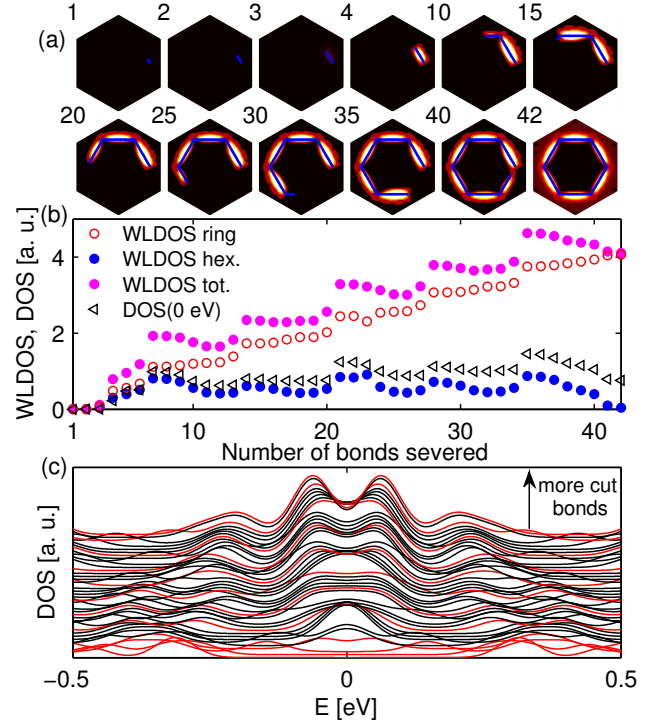 (a)
1 2 3 4 10 15
20 25 30 35 40 42
(b)
WLDOS, DOS [a. u.]
4
2
0
WLDOS ring
WLDOS hex.
WLDOS tot.
DOS(0 eV)
1 10 20 30 40
Number of bonds severed
(c)
DOS [a. u.]
more cut
bonds
−0.5 0 0.5
E [eV]